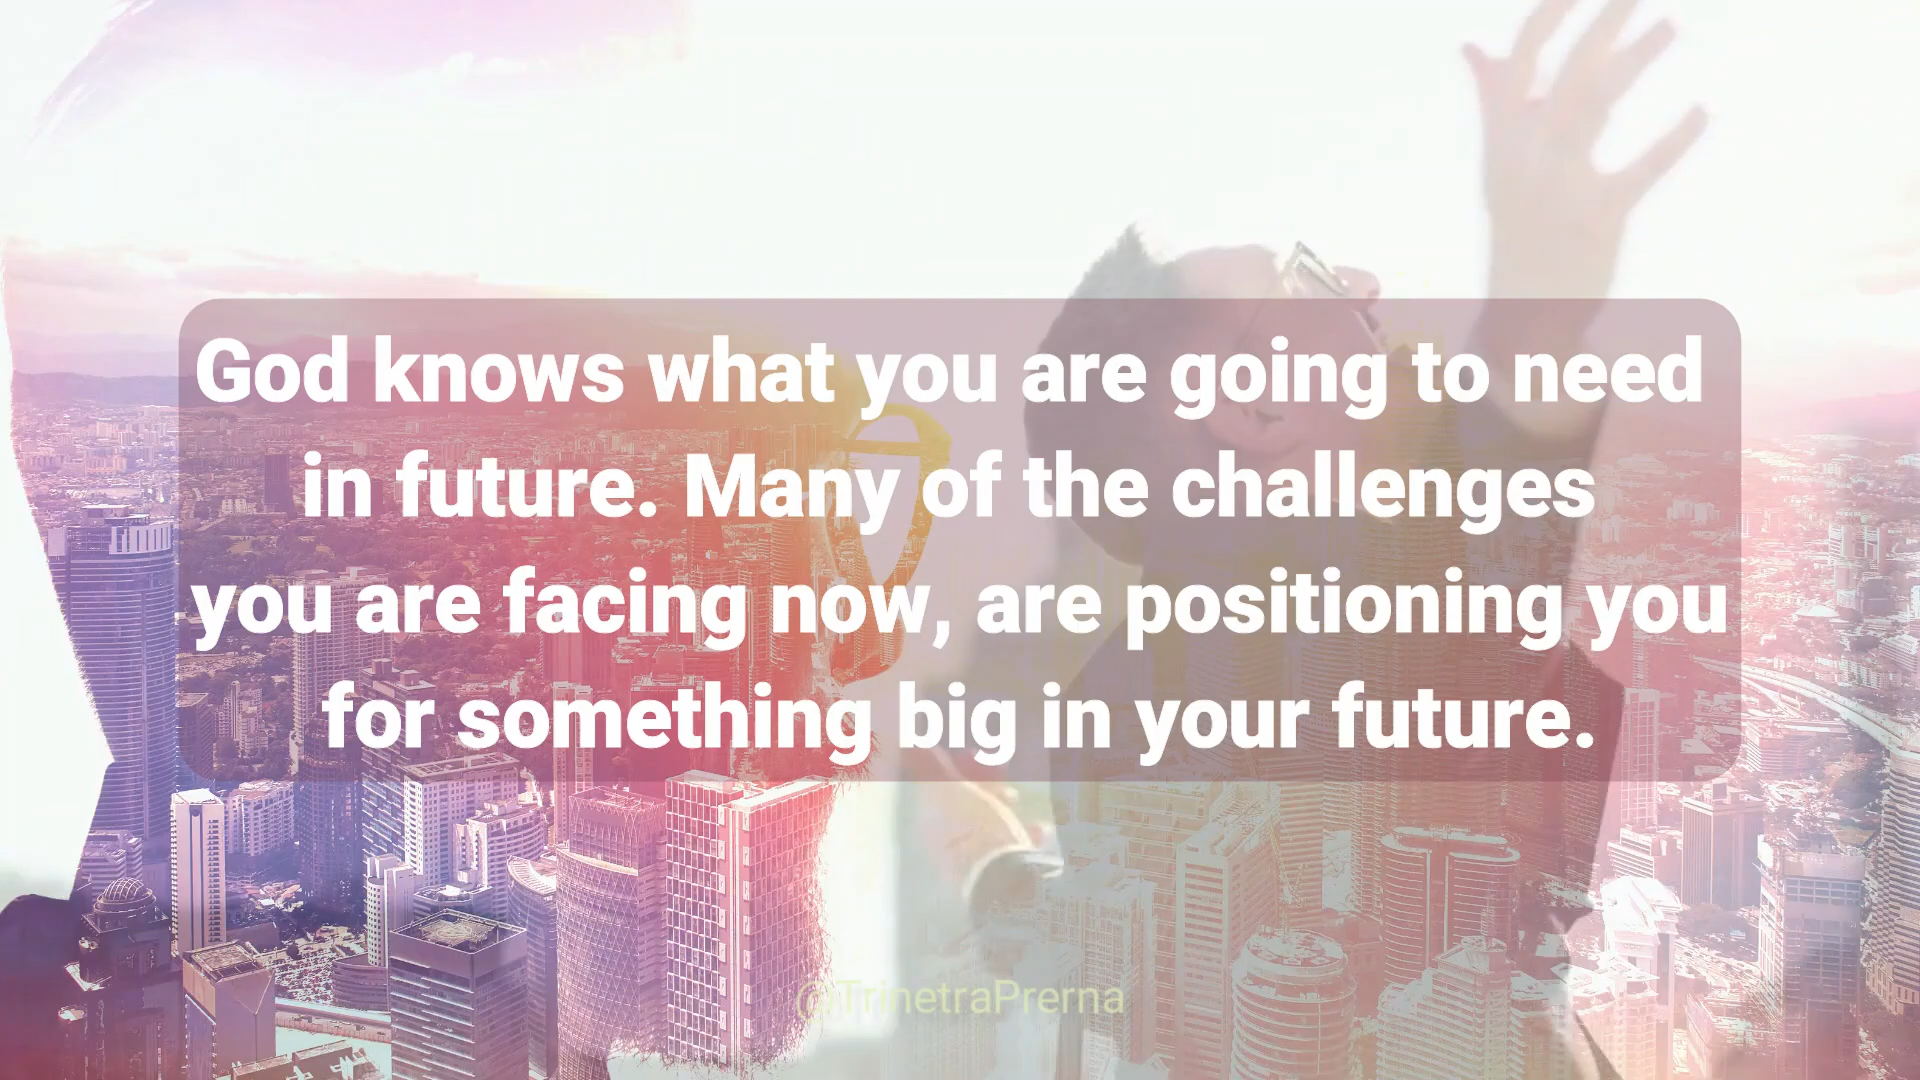 God knows what you are going to need
in future. Many of the challenges
you are facing now, are positioning you
for something big in your future.
@TrinetraPrerna